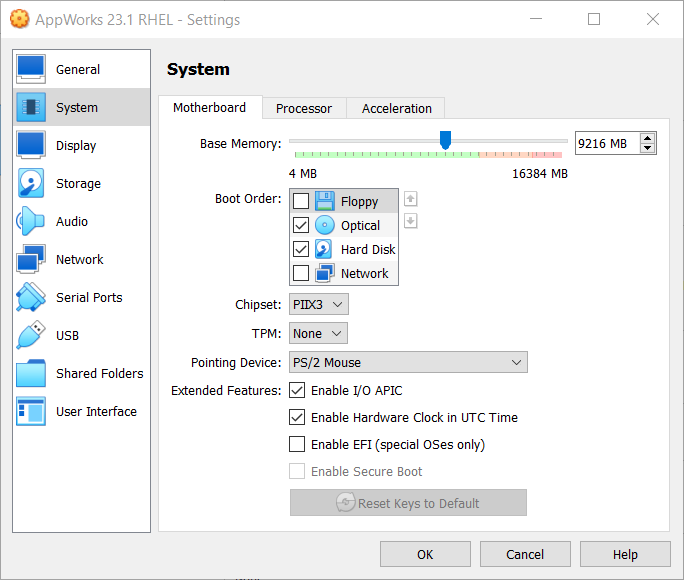 AppWorks 23.1 RHEL - Settings
General
System
Display
Storage
Audio
Network
Serial Ports
USB
Shared Folders
User Interface
System
Motherboard Processor Acceleration
Base Memory: 9216 MB
4 MB 16384 MB
Boot Order: Floppy
Optical
Hard Disk
Network
Chipset: PIIX3
TPM: None
Pointing Device: PS/2 Mouse
Extended Features: Enable I/O APIC
Enable Hardware Clock in UTC Time
Enable EFI (special OSes only)
Enable Secure Boot
Reset Keys to Default
OK Cancel Help